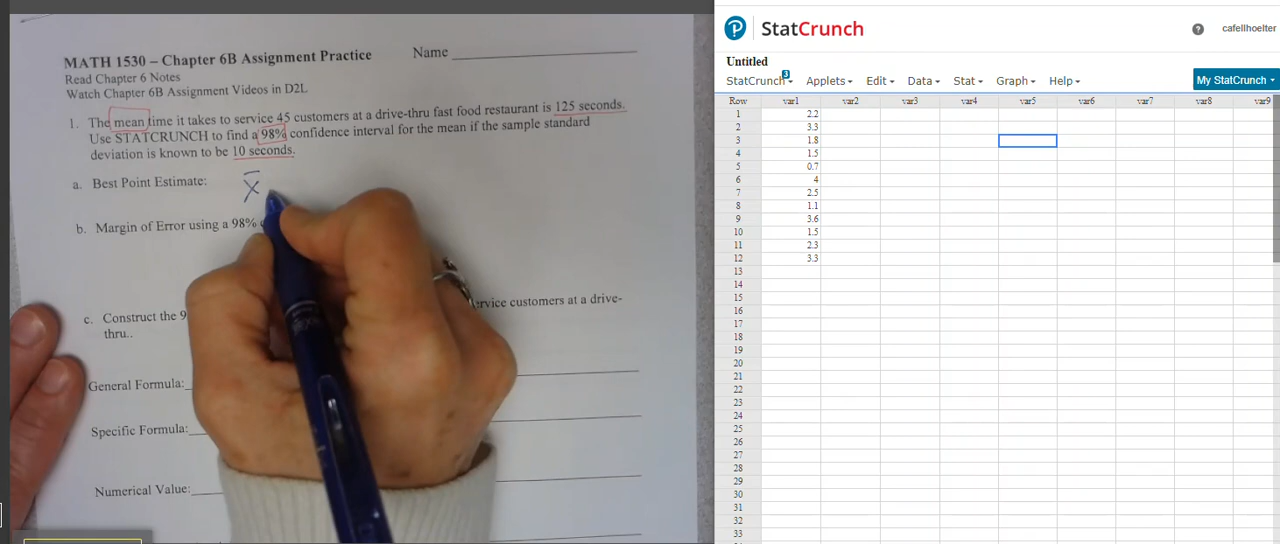 MATH 1530 – Chapter 6B Assignment Practice Name
Read Chapter 6 Notes
Watch Chapter 6B Assignment Videos in D2L
1. The mean time it takes to service 45 customers at a drive-thru fast food restaurant is 125 seconds.
Use STATCRUNCH to find a 98% confidence interval for the mean if the sample standard
deviation is known to be 10 seconds.
a. Best Point Estimate: x̄
b. Margin of Error using a 98%
c. Construct the 9 service customers at a drive-
thru..
General Formula:
Specific Formula:
Numerical Value:
P StatCrunch
? cafellhoelter
Untitled
StatCrunch 3 Applets Edit Data Stat Graph Help My StatCrunch
Row var1 var2 var3 var4 var5 var6 var7 var8 var9
1 2.2
2 3.3
3 1.8
4 1.5
5 0.7
6 4
7 2.5
8 1.1
9 3.6
10 1.5
11 2.3
12 3.3
13
14
15
16
17
18
19
20
21
22
23
24
25
26
27
28
29
30
31
32
33